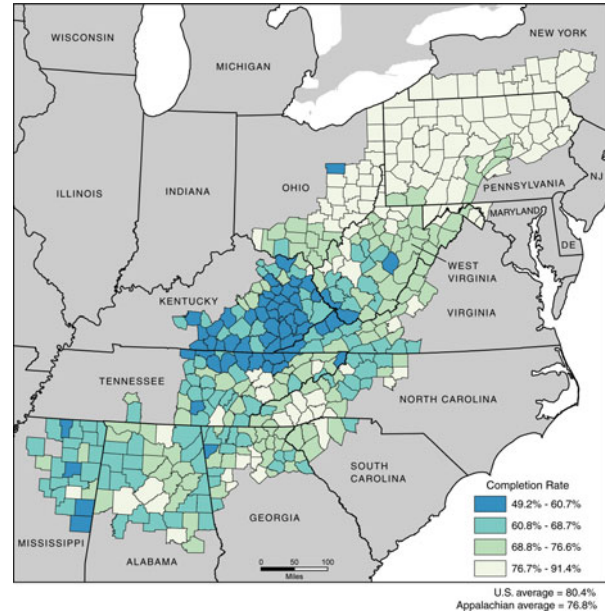 WISCONSIN
MICHIGAN
NEW YORK
ILLINOIS
INDIANA
OHIO
PENNSYLVANIA
NJ
MARYLAND
DE
WEST
VIRGINIA
KENTUCKY
VIRGINIA
TENNESSEE
NORTH CAROLINA
SOUTH
CAROLINA
MISSISSIPPI
ALABAMA
GEORGIA
0 50 100
Miles
Completion Rate
49.2% - 60.7%
60.8% - 68.7%
68.8% - 76.6%
76.7% - 91.4%
U.S. average = 80.4%
Appalachian average = 76.8%